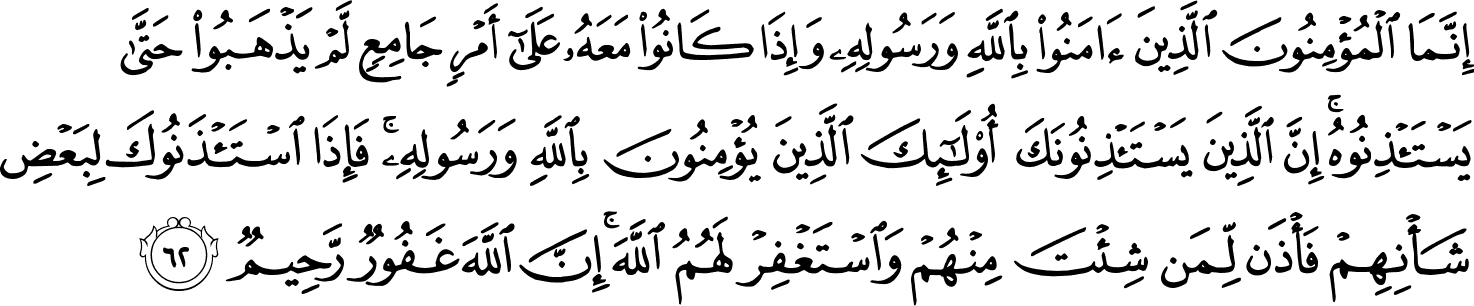 إِنَّمَا ٱلْمُؤْمِنُونَ ٱلَّذِينَ ءَامَنُوا۟ بِٱللَّهِ وَرَسُولِهِۦ وَإِذَا كَانُوا۟ مَعَهُۥ عَلَىٰٓ أَمْرٍ جَامِعٍ لَّمْ يَذْهَبُوا۟ حَتَّىٰ
يَسْتَـْٔذِنُوهُ ۚ إِنَّ ٱلَّذِينَ يَسْتَـْٔذِنُونَكَ أُو۟لَـٰٓئِكَ ٱلَّذِينَ يُؤْمِنُونَ بِٱللَّهِ وَرَسُولِهِۦ ۚ فَإِذَا ٱسْتَـْٔذَنُوكَ لِبَعْضِ
شَأْنِهِمْ فَأْذَن لِّمَن شِئْتَ مِنْهُمْ وَٱسْتَغْفِرْ لَهُمُ ٱللَّهَ ۚ إِنَّ ٱللَّهَ غَفُورٌ رَّحِيمٌ ٦٢